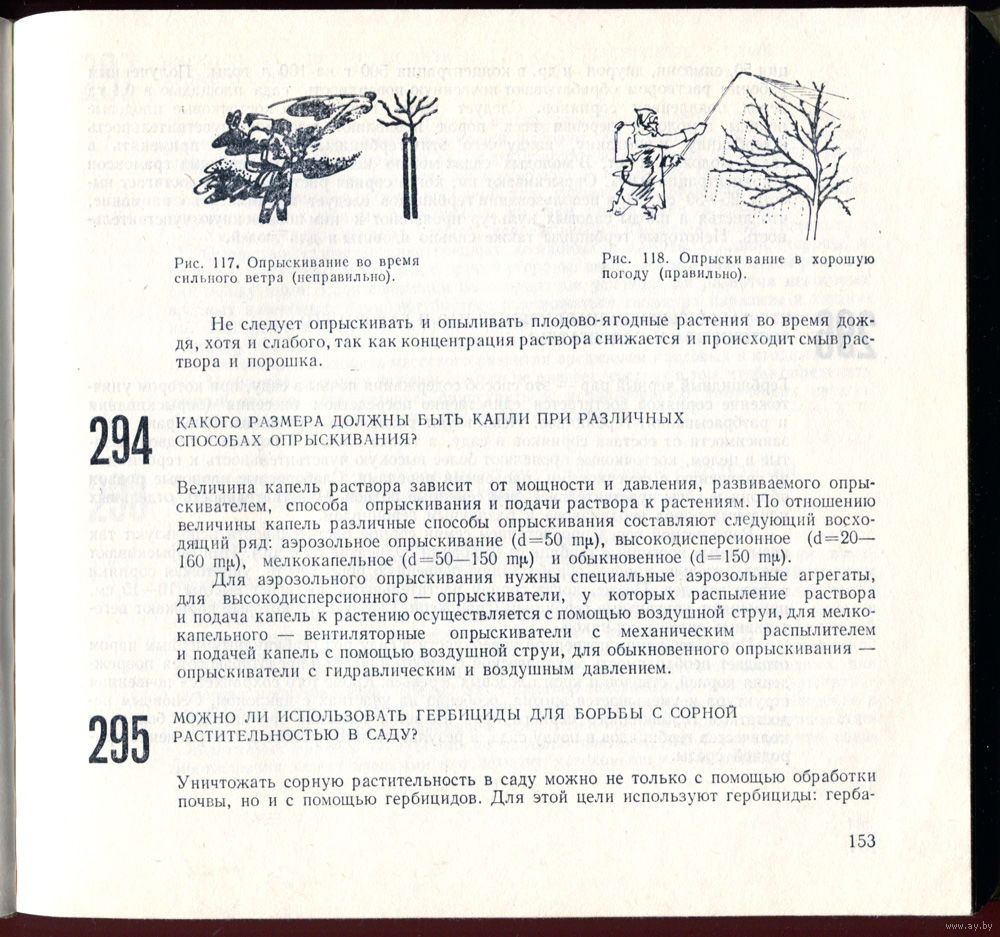 Рис. 117. Опрыскивание во время
сильного ветра (неправильно).
Рис. 118. Опрыскивание в хорошую
погоду (правильно).
Не следует опрыскивать и опыливать плодово-ягодные растения во время дож-
дя, хотя и слабого, так как концентрация раствора снижается и происходит смыв рас-
твора и порошка.
294
КАКОГО РАЗМЕРА ДОЛЖНЫ БЫТЬ КАПЛИ ПРИ РАЗЛИЧНЫХ
СПОСОБАХ ОПРЫСКИВАНИЯ?
Величина капель раствора зависит от мощности и давления, развиваемого опры-
скивателем, способа опрыскивания и подачи раствора к растениям. По отношению
величины капель различные способы опрыскивания составляют следующий восхо-
дящий ряд: аэрозольное опрыскивание (d=50 mμ), высокодисперсионное (d=20—
160 mμ), мелкокапельное (d=50—150 mμ) и обыкновенное (d=150 mμ).
Для аэрозольного опрыскивания нужны специальные аэрозольные агрегаты,
для высокодисперсионного — опрыскиватели, у которых распыление раствора
и подача капель к растению осуществляется с помощью воздушной струи, для мелко-
капельного — вентиляторные опрыскиватели с механическим распылителем
и подачей капель с помощью воздушной струи, для обыкновенного опрыскивания —
опрыскиватели с гидравлическим и воздушным давлением.
295
МОЖНО ЛИ ИСПОЛЬЗОВАТЬ ГЕРБИЦИДЫ ДЛЯ БОРЬБЫ С СОРНОЙ
РАСТИТЕЛЬНОСТЬЮ В САДУ?
Уничтожать сорную растительность в саду можно не только с помощью обработки
почвы, но и с помощью гербицидов. Для этой цели используют гербициды: герба-
153
www.ay.by